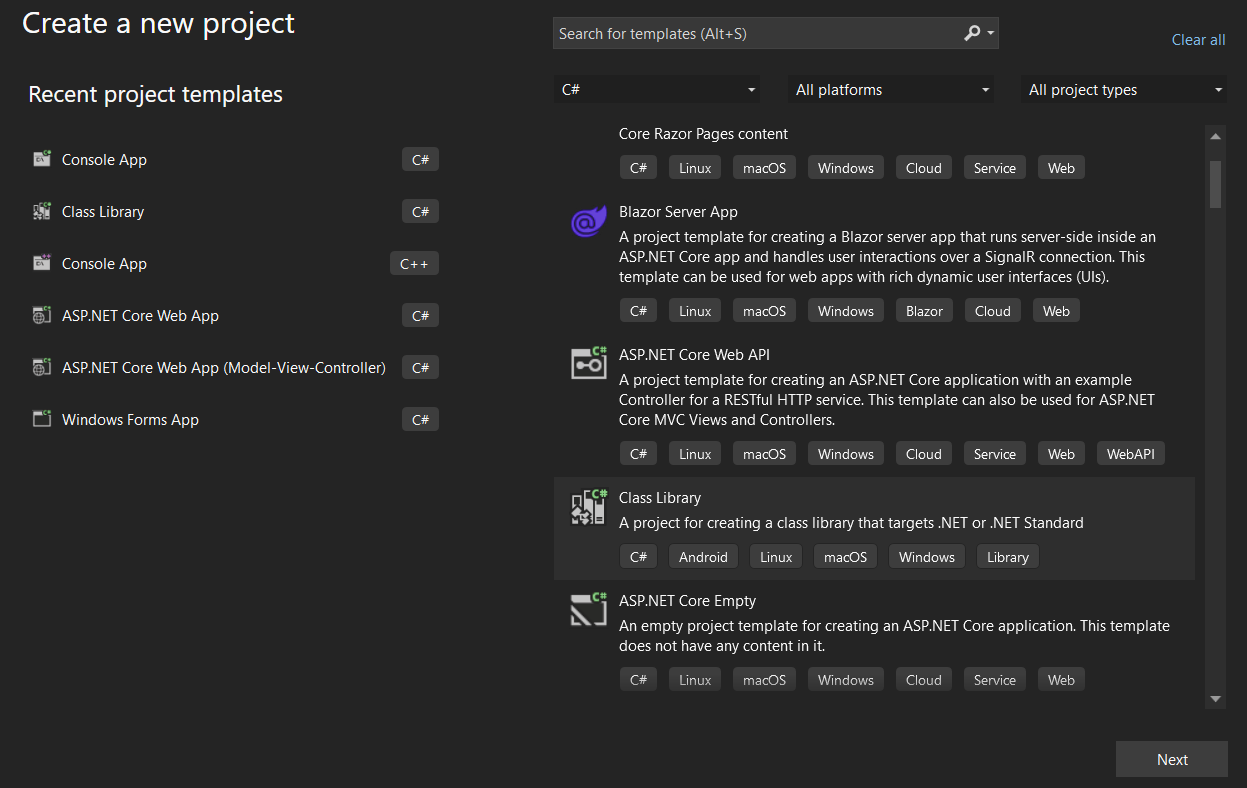 Create a new project
Search for templates (Alt+S)
Clear all
Recent project templates
C#
All platforms
All project types
Console App C#
Class Library C#
Console App C++
ASP.NET Core Web App C#
ASP.NET Core Web App (Model-View-Controller) C#
Windows Forms App C#
Core Razor Pages content
C# Linux macOS Windows Cloud Service Web
Blazor Server App
A project template for creating a Blazor server app that runs server-side inside an
ASP.NET Core app and handles user interactions over a SignalR connection. This
template can be used for web apps with rich dynamic user interfaces (UIs).
C# Linux macOS Windows Blazor Cloud Web
ASP.NET Core Web API
A project template for creating an ASP.NET Core application with an example
Controller for a RESTful HTTP service. This template can also be used for ASP.NET
Core MVC Views and Controllers.
C# Linux macOS Windows Cloud Service Web WebAPI
Class Library
A project for creating a class library that targets .NET or .NET Standard
C# Android Linux macOS Windows Library
ASP.NET Core Empty
An empty project template for creating an ASP.NET Core application. This template
does not have any content in it.
C# Linux macOS Windows Cloud Service Web
Next